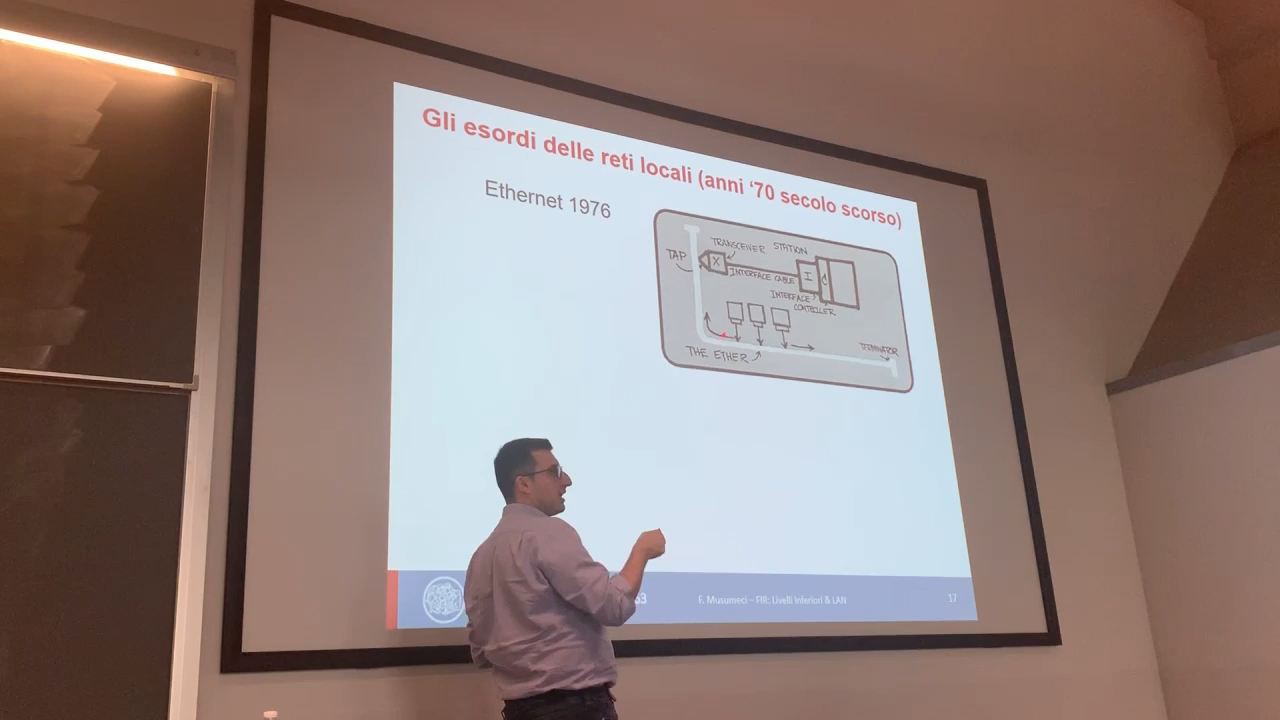 Gli esordi delle reti locali (anni ‘70 secolo scorso)
Ethernet 1976
TRANSCEIVER STATION
TAP
X
I
C
INTERFACE CABLE
INTERFACE
CONTROLLER
THE ETHER
TERMINATOR
63
F. Musumeci – FIR: Livelli Inferiori & LAN
17